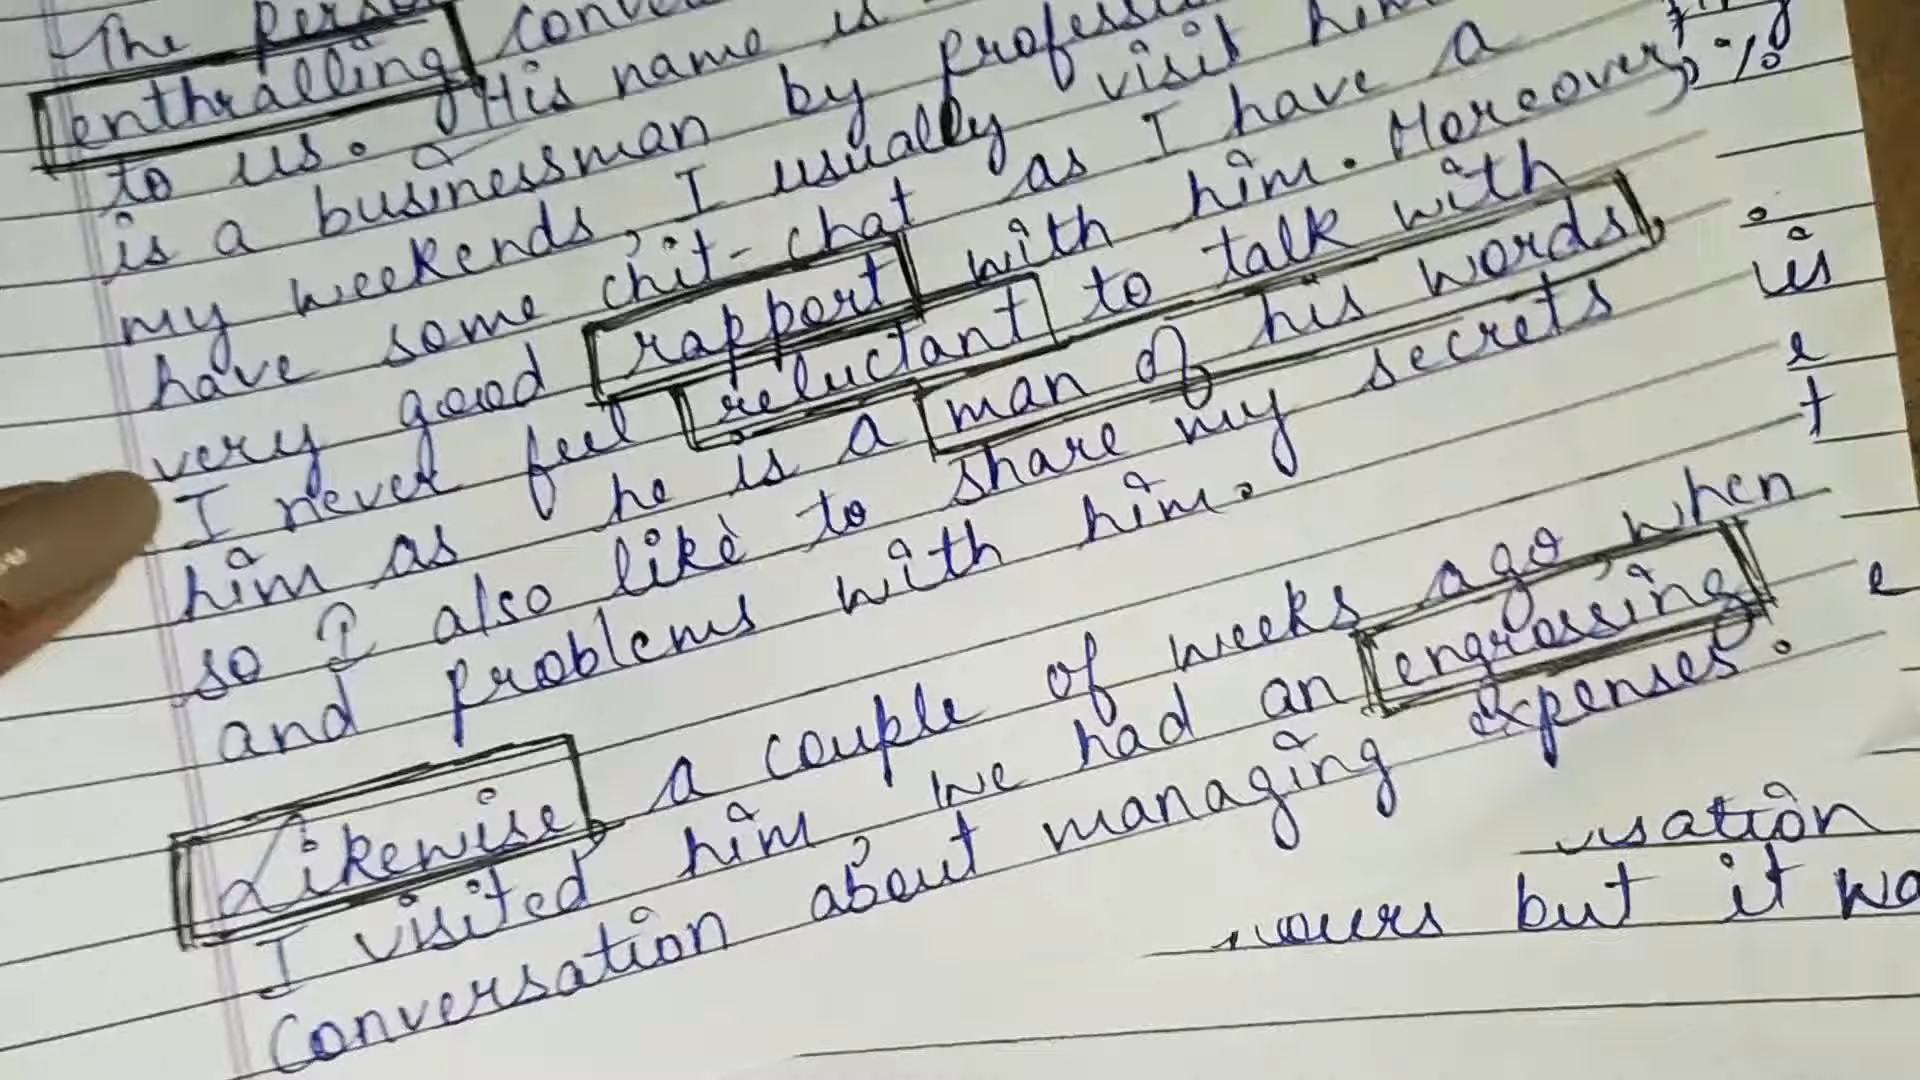 The
enthralling
to us. His name is
is a businessman by
my weekends, I usually visit
have some chit-chat as I have a
very good rapport with him. Moreover,
I never feel reluctant to talk with
him as he is a man of his words,
so I also like to share my secrets
and problems with him.
Likewise, a couple of weeks ago, when
I visited him, we had an engrossing
conversation about managing expenses.
but it